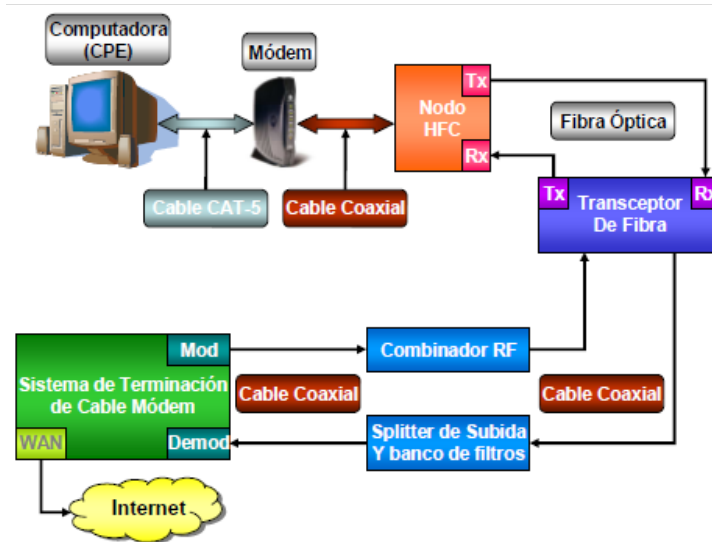 Computadora
(CPE)
Módem
Tx
Nodo
HFC
Rx
Fibra Óptica
Cable CAT-5
Cable Coaxial
Tx
Rx
Transceptor
De Fibra
Mod
Combinador RF
Sistema de Terminación
de Cable Módem
Cable Coaxial
Cable Coaxial
WAN
Demod
Splitter de Subida
Y banco de filtros
Internet